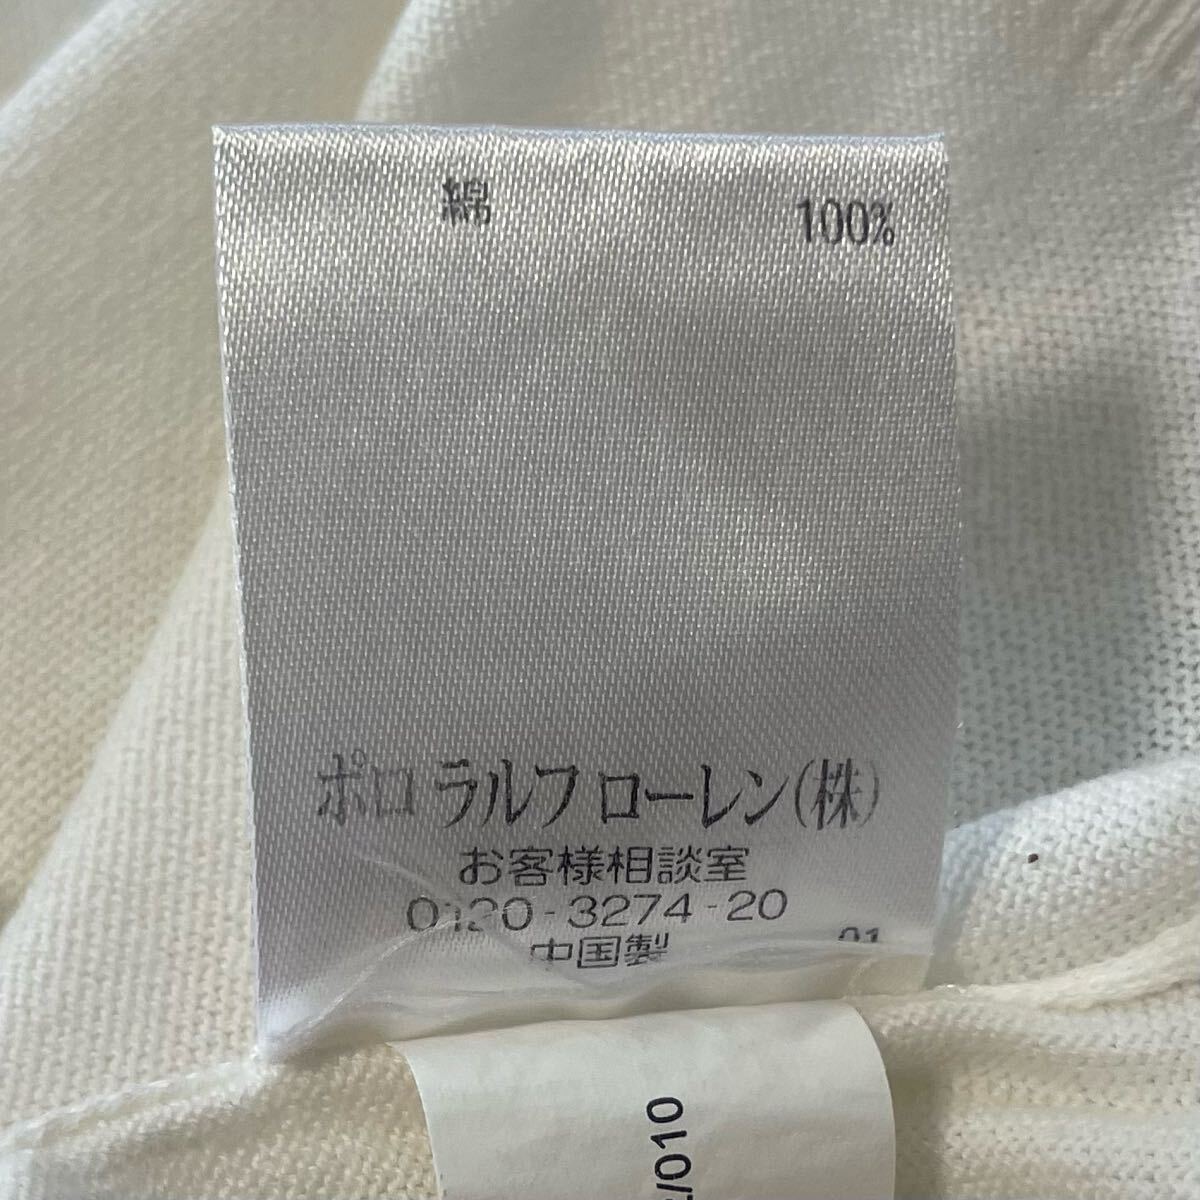 綿 100%
ポロ ラルフ ローレン(株)
お客様相談室
0120-3274-20
中国製 01
/010